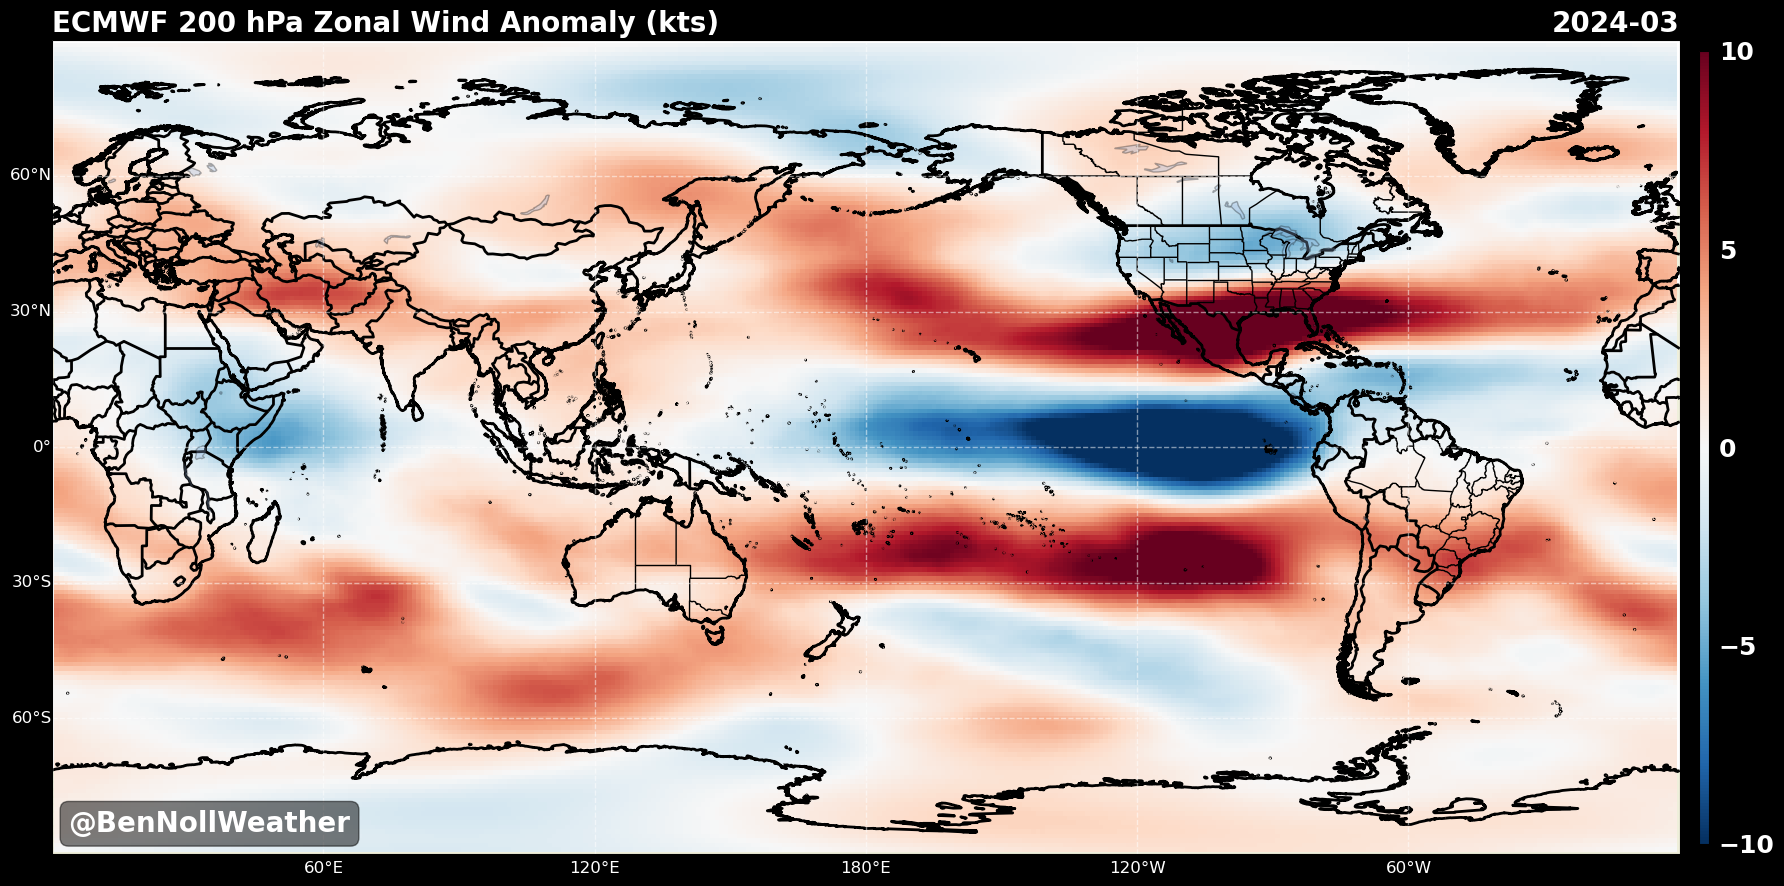 ECMWF 200 hPa Zonal Wind Anomaly (kts) 2024-03
10
5
0
−5
−10
60°N
30°N
0°
30°S
60°S
@BenNollWeather
60°E 120°E 180°E 120°W 60°W